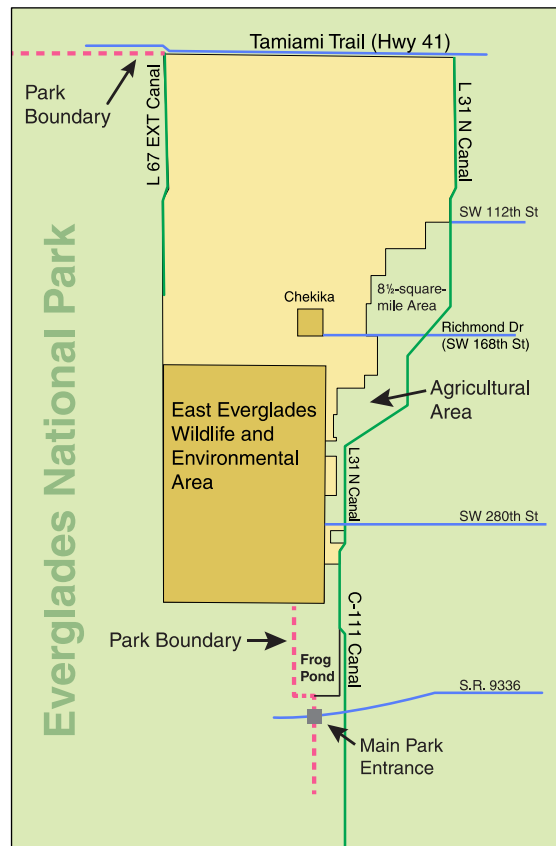 Tamiami Trail (Hwy 41)
Park
Boundary
L 67 EXT Canal
L 31 N Canal
SW 112th St
8½-square-
mile Area
Chekika
Richmond Dr
(SW 168th St)
Agricultural
Area
East Everglades
Wildlife and
Environmental
Area
Everglades National Park
L31 N Canal
SW 280th St
C-111 Canal
Park Boundary
Frog
Pond
S.R. 9336
Main Park
Entrance